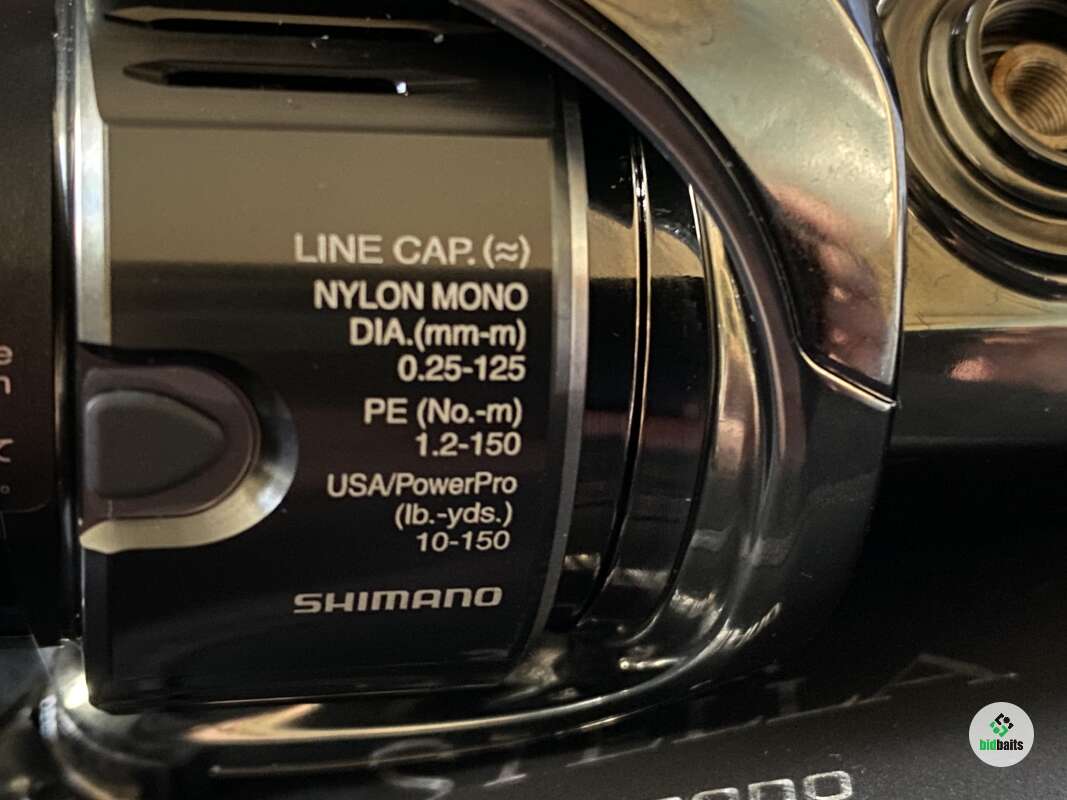 LINE CAP. (≈)
NYLON MONO
DIA.(mm-m)
0.25-125
PE (No.-m)
1.2-150
USA/PowerPro
(lb.-yds.)
10-150
SHIMANO
STELLA
bidbaits